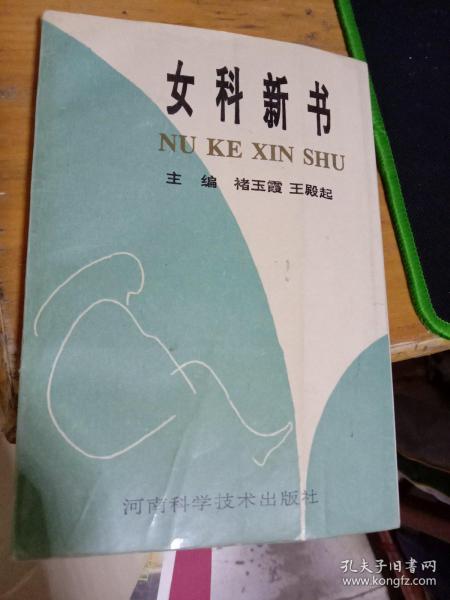 女科新书
NU KE XIN SHU
主 编 褚玉霞 王殿起
河南科学技术出版社
孔夫子旧书网
www.kongfz.com